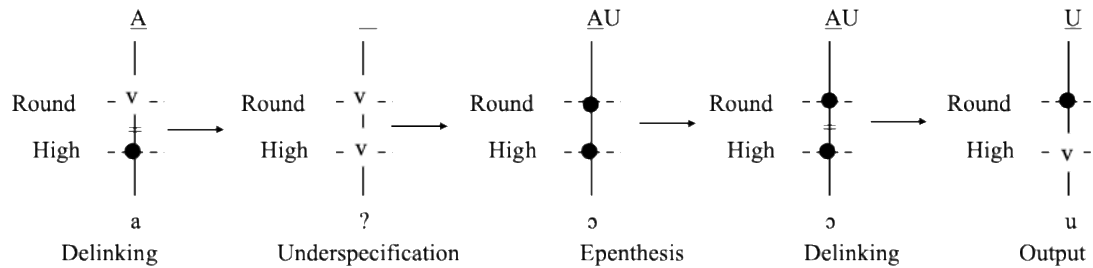 A _ AU AU U
Round v Round v Round Round Round
High High v High High High v
a ? ɔ ɔ u
Delinking Underspecification Epenthesis Delinking Output